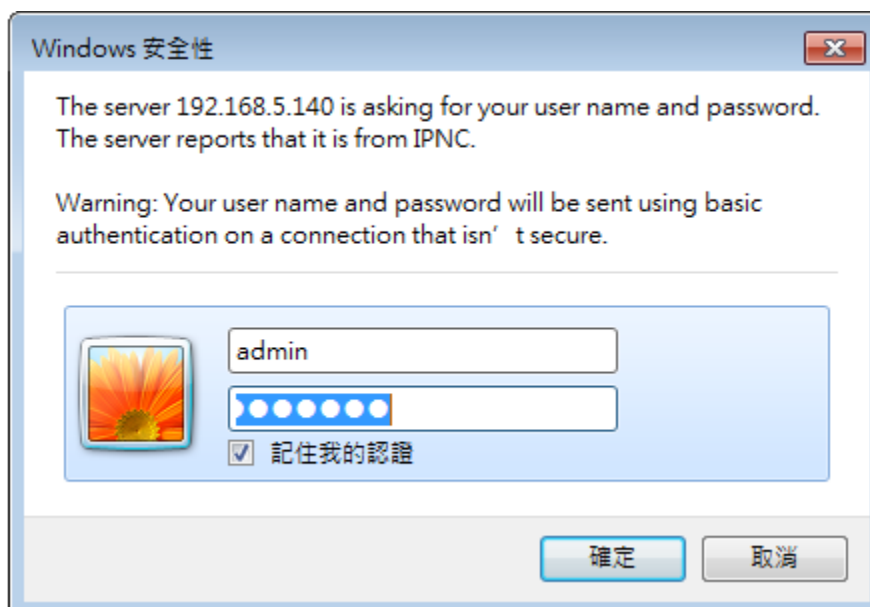 Windows 安全性
The server 192.168.5.140 is asking for your user name and password.
The server reports that it is from IPNC.
Warning: Your user name and password will be sent using basic
authentication on a connection that isn’ t secure.
admin
●●●●●●●
記住我的認證
確定
取消